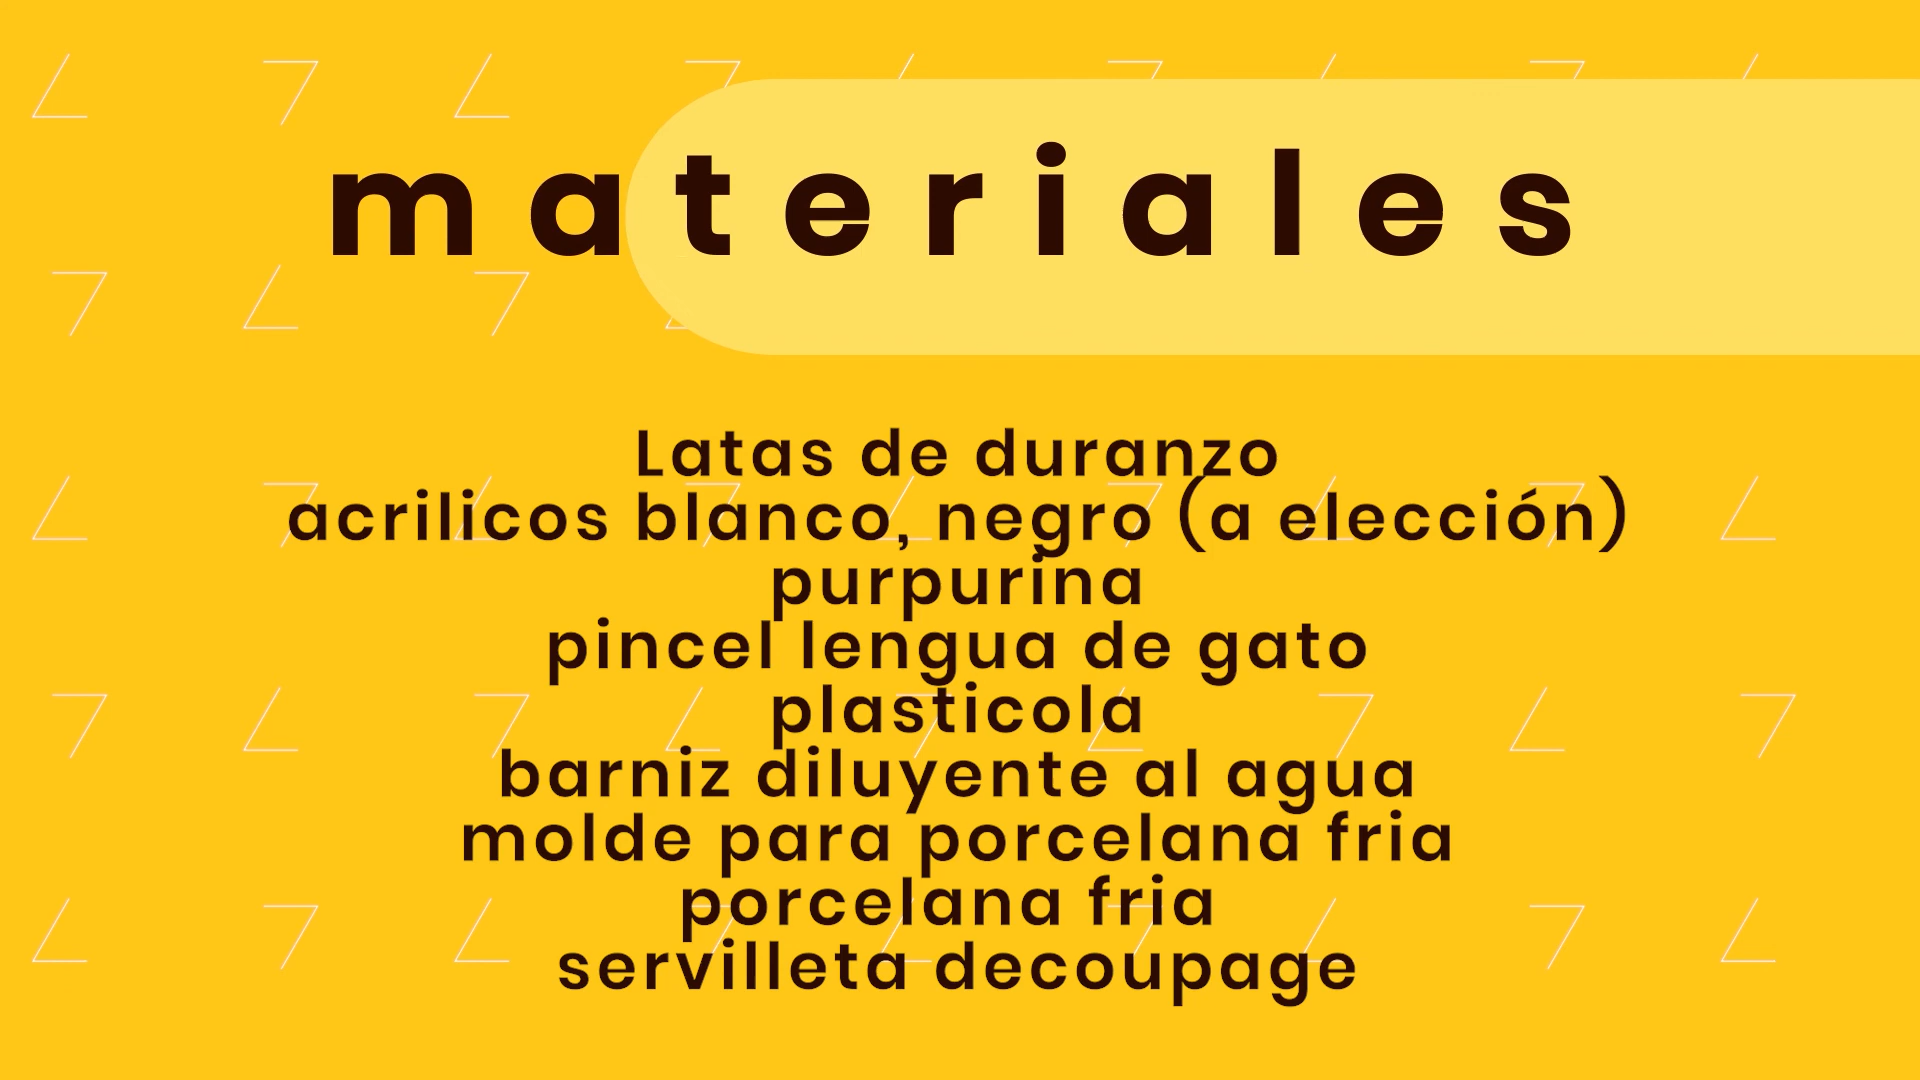 materiales
Latas de duranzo
acrilicos blanco, negro (a elección)
purpurina
pincel lengua de gato
plasticola
barniz diluyente al agua
molde para porcelana fria
porcelana fria
servilleta decoupage